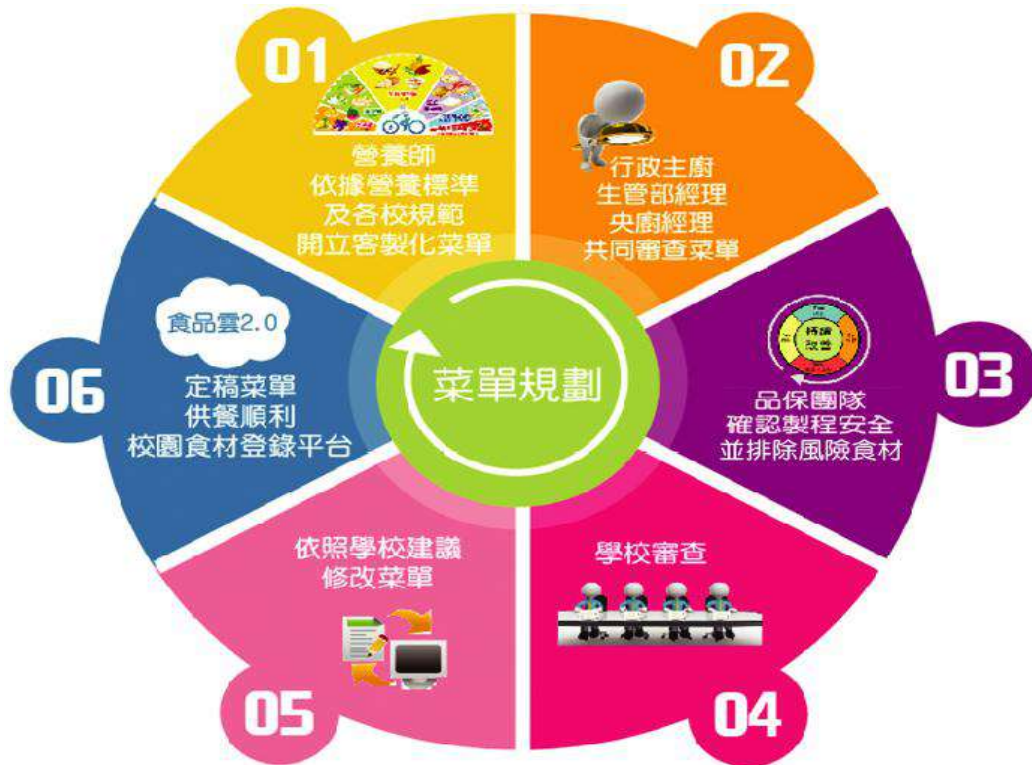 01
營養師
依據營養標準
及各校規範
開立客製化菜單
02
行政主廚
生管部經理
央廚經理
共同審查菜單
03
持續
改善
品保團隊
確認製程安全
並排除風險食材
04
學校審查
05
依照學校建議
修改菜單
06
食品雲2.0
定稿菜單
供餐順利
校園食材登錄平台
菜單規劃